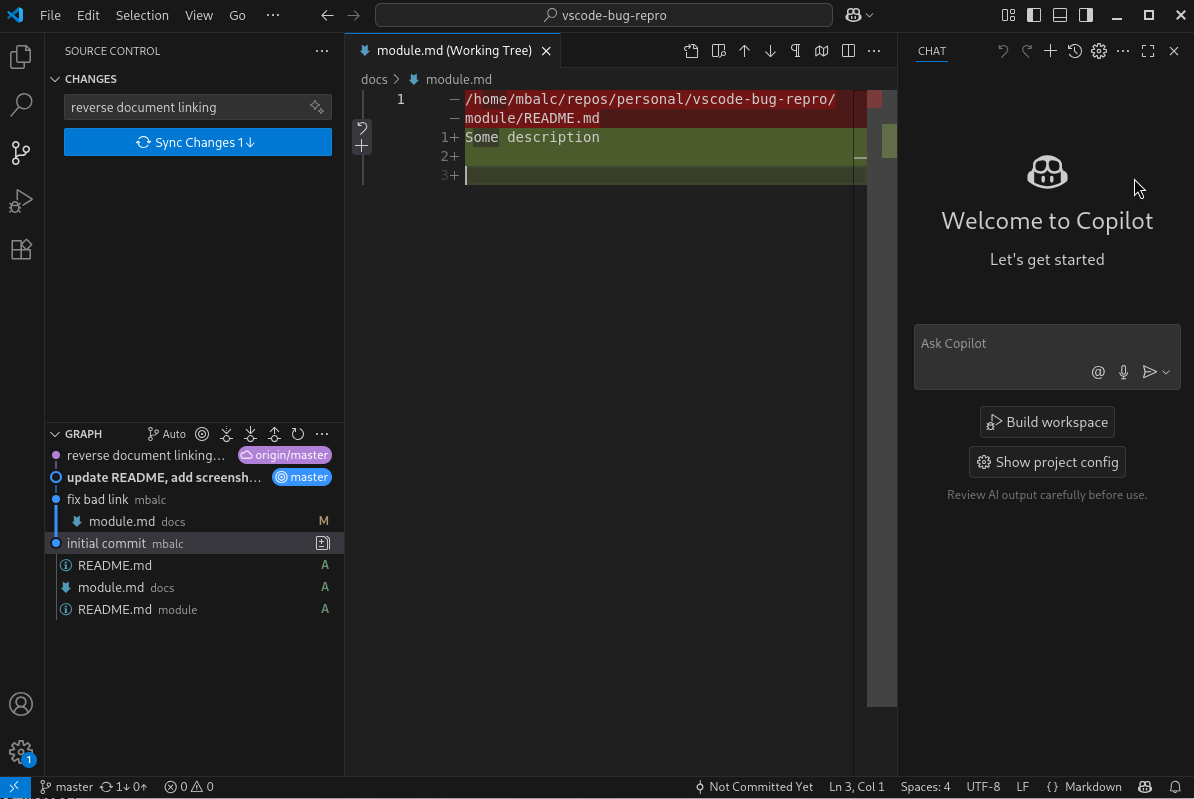 File Edit Selection View Go ··· vscode-bug-repro
SOURCE CONTROL
CHANGES
reverse document linking
Sync Changes 1↓
GRAPH Auto
reverse document linking... origin/master
update README, add screensh... master
fix bad link mbalc
module.md docs M
initial commit mbalc
README.md A
module.md docs A
README.md module A
module.md (Working Tree)
docs > module.md
1 − /home/mbalc/repos/personal/vscode-bug-repro/
− module/README.md
1+ Some description
2+
3+
CHAT
Welcome to Copilot
Let's get started
Ask Copilot
@
Build workspace
Show project config
Review AI output carefully before use.
1
master 1↓ 0↑ 0 0 Not Committed Yet Ln 3, Col 1 Spaces: 4 UTF-8 LF { } Markdown